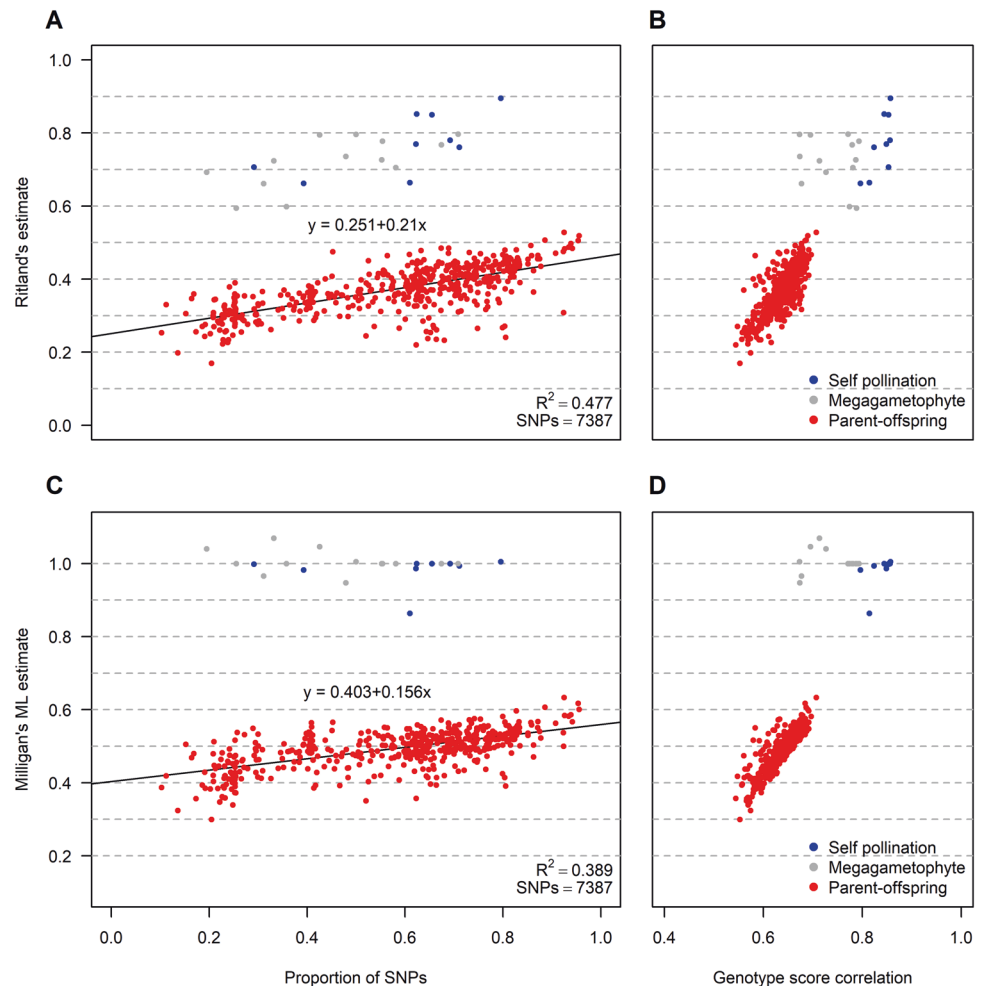 A
B
1.0
0.8
0.6
0.4
0.2
0.0
Ritland's estimate
y = 0.251+0.21x
R² = 0.477
SNPs = 7387
Self pollination
Megagametophyte
Parent-offspring
C
D
1.0
0.8
0.6
0.4
0.2
Milligan's ML estimate
y = 0.403+0.156x
R² = 0.389
SNPs = 7387
Self pollination
Megagametophyte
Parent-offspring
0.0 0.2 0.4 0.6 0.8 1.0
0.4 0.6 0.8 1.0
Proportion of SNPs
Genotype score correlation